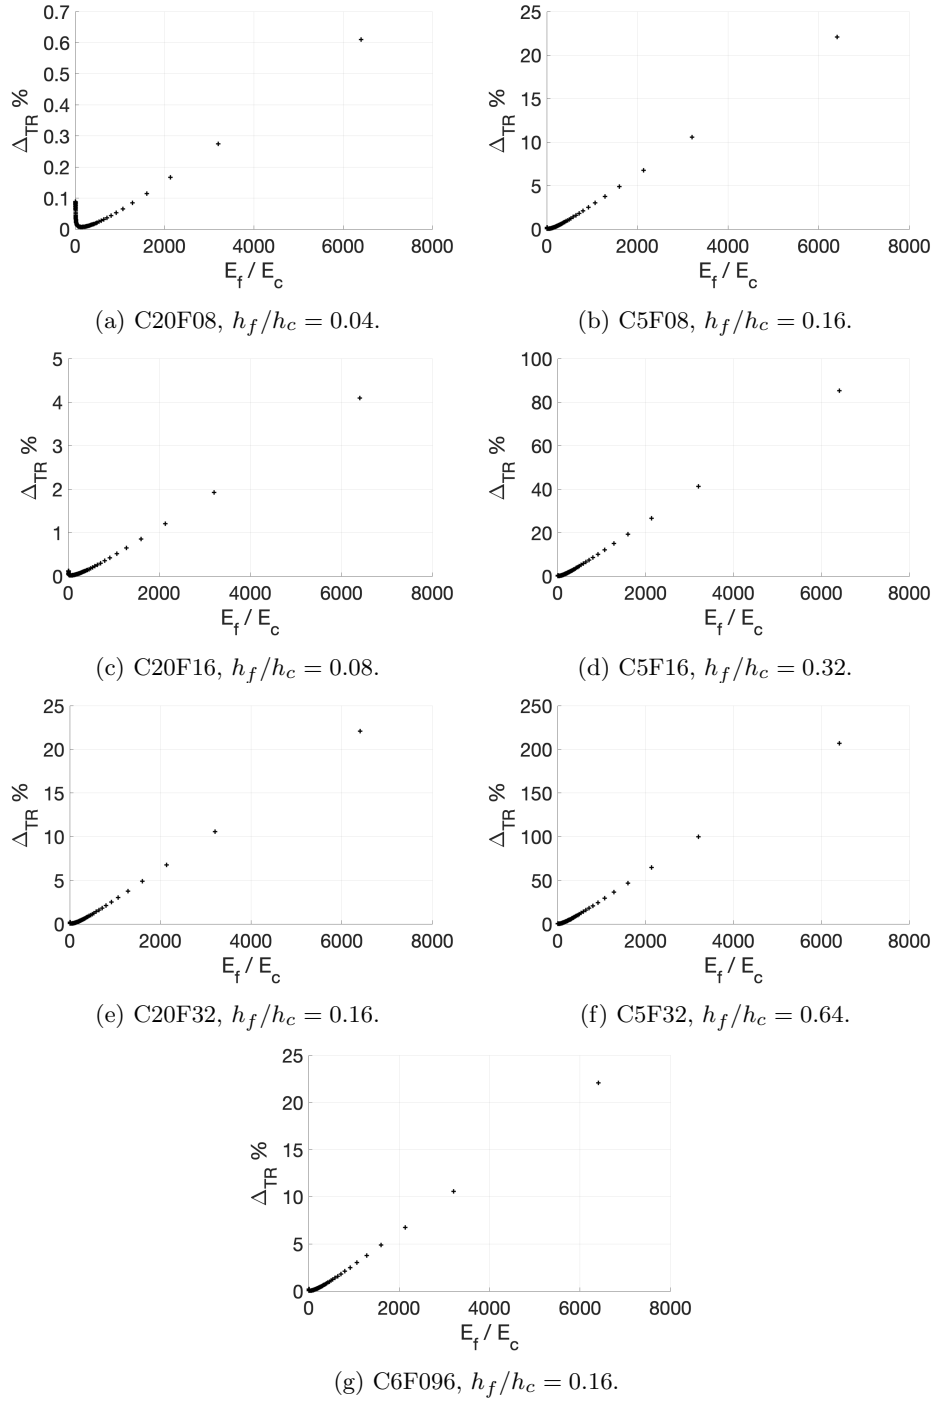 0.7
0.6
0.5
0.4
0.3
0.2
0.1
0
Δ_TR %
0 2000 4000 6000 8000
E_f / E_c
(a) C20F08, h_f/h_c = 0.04.
25
20
15
10
5
0
Δ_TR %
0 2000 4000 6000 8000
E_f / E_c
(b) C5F08, h_f/h_c = 0.16.
5
4
3
2
1
0
Δ_TR %
0 2000 4000 6000 8000
E_f / E_c
(c) C20F16, h_f/h_c = 0.08.
100
80
60
40
20
0
Δ_TR %
0 2000 4000 6000 8000
E_f / E_c
(d) C5F16, h_f/h_c = 0.32.
25
20
15
10
5
0
Δ_TR %
0 2000 4000 6000 8000
E_f / E_c
(e) C20F32, h_f/h_c = 0.16.
250
200
150
100
50
0
Δ_TR %
0 2000 4000 6000 8000
E_f / E_c
(f) C5F32, h_f/h_c = 0.64.
25
20
15
10
5
0
Δ_TR %
0 2000 4000 6000 8000
E_f / E_c
(g) C6F096, h_f/h_c = 0.16.